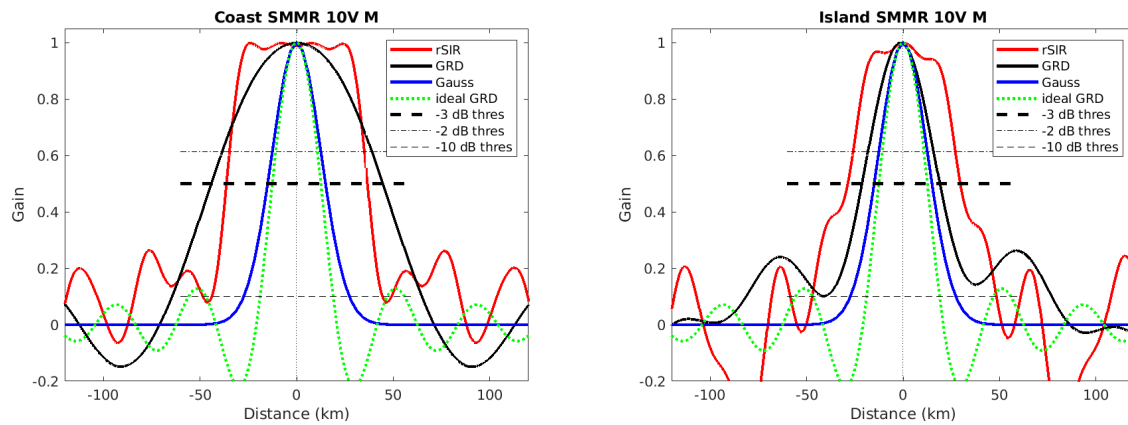 Coast SMMR 10V M
1
0.8
0.6
0.4
0.2
0
-0.2
Gain
-100
-50
0
50
100
Distance (km)
rSIR
GRD
Gauss
ideal GRD
-3 dB thres
-2 dB thres
-10 dB thres
Island SMMR 10V M
1
0.8
0.6
0.4
0.2
0
-0.2
Gain
-100
-50
0
50
100
Distance (km)
rSIR
GRD
Gauss
ideal GRD
-3 dB thres
-2 dB thres
-10 dB thres